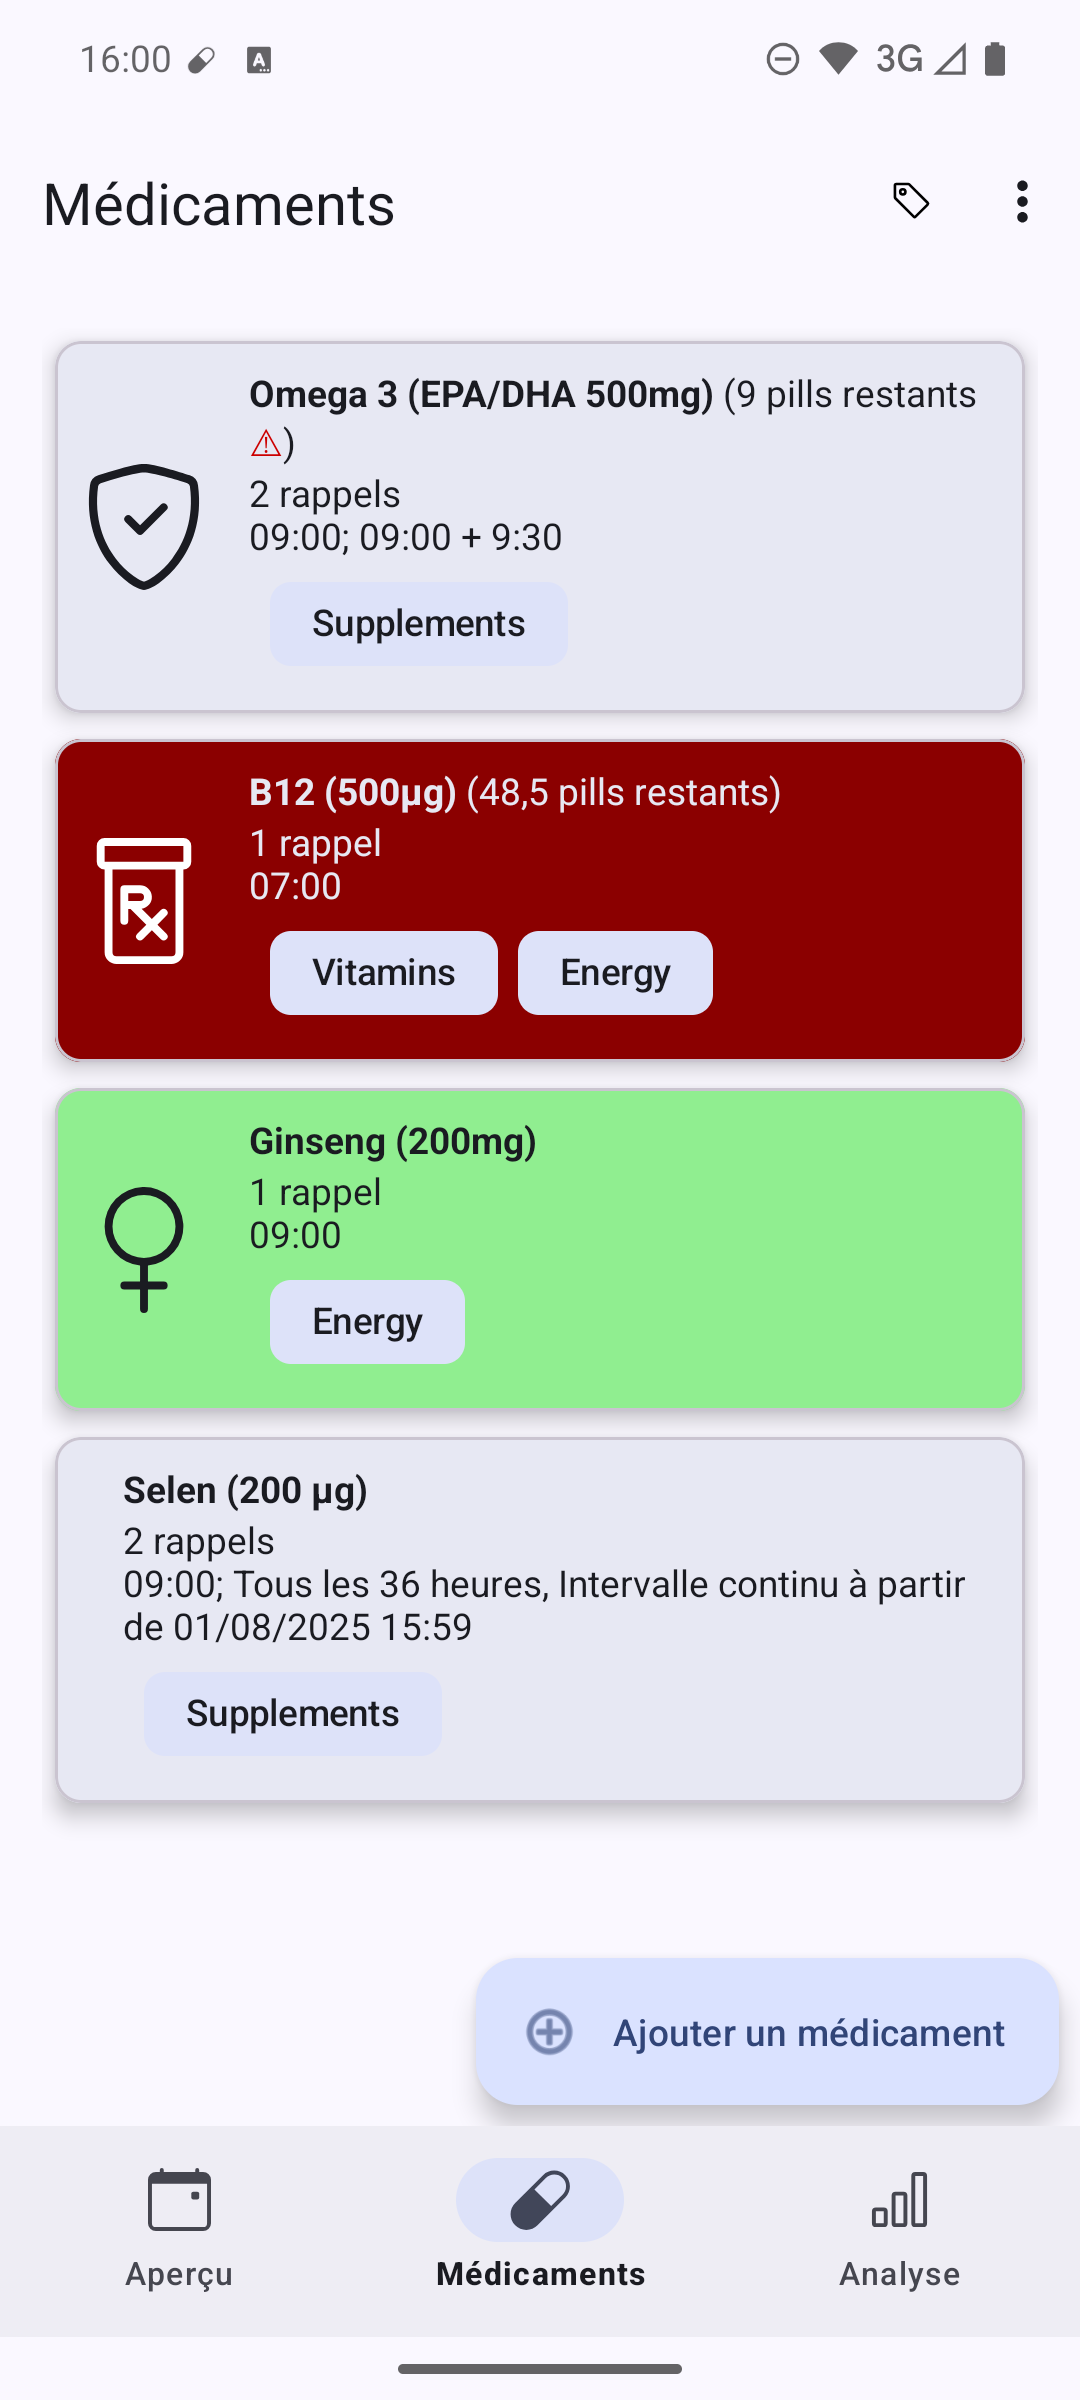 16:00
3G
Médicaments
Omega 3 (EPA/DHA 500mg) (9 pills restants
⚠)
2 rappels
09:00; 09:00 + 9:30
Supplements
B12 (500µg) (48,5 pills restants)
1 rappel
07:00
Vitamins Energy
Ginseng (200mg)
1 rappel
09:00
Energy
Selen (200 µg)
2 rappels
09:00; Tous les 36 heures, Intervalle continu à partir
de 01/08/2025 15:59
Supplements
Ajouter un médicament
Aperçu Médicaments Analyse